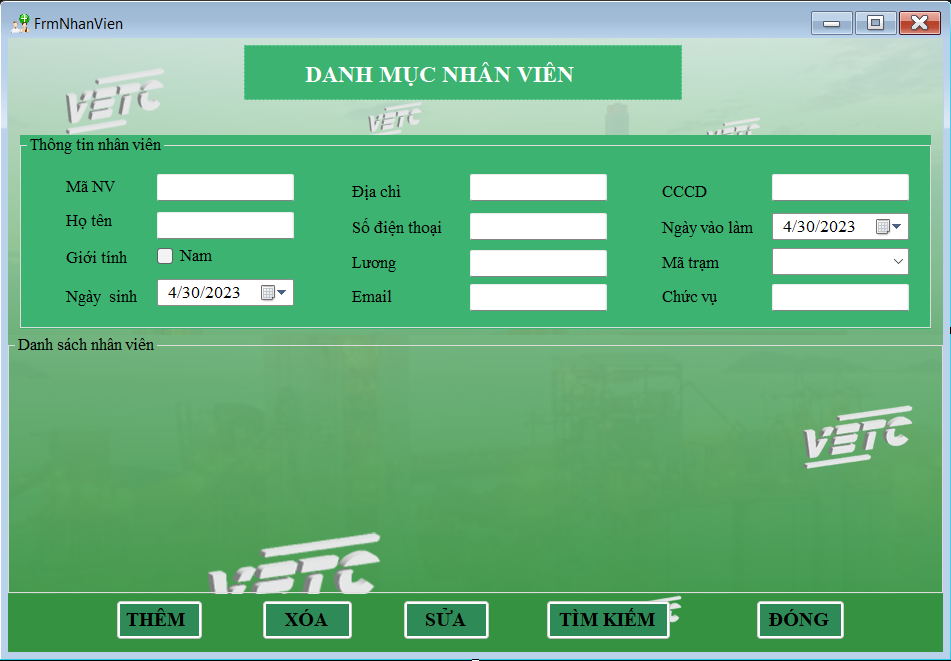 FrmNhanVien
DANH MỤC NHÂN VIÊN
VETC
VETC
VETC
Thông tin nhân viên
Mã NV
Địa chỉ
CCCD
Họ tên
Số điện thoại
Ngày vào làm
4/30/2023
Giới tính
Nam
Lương
Mã trạm
Ngày sinh
4/30/2023
Email
Chức vụ
Danh sách nhân viên
VETC
VETC
THÊM
XÓA
SỬA
TÌM KIẾM
ĐÓNG